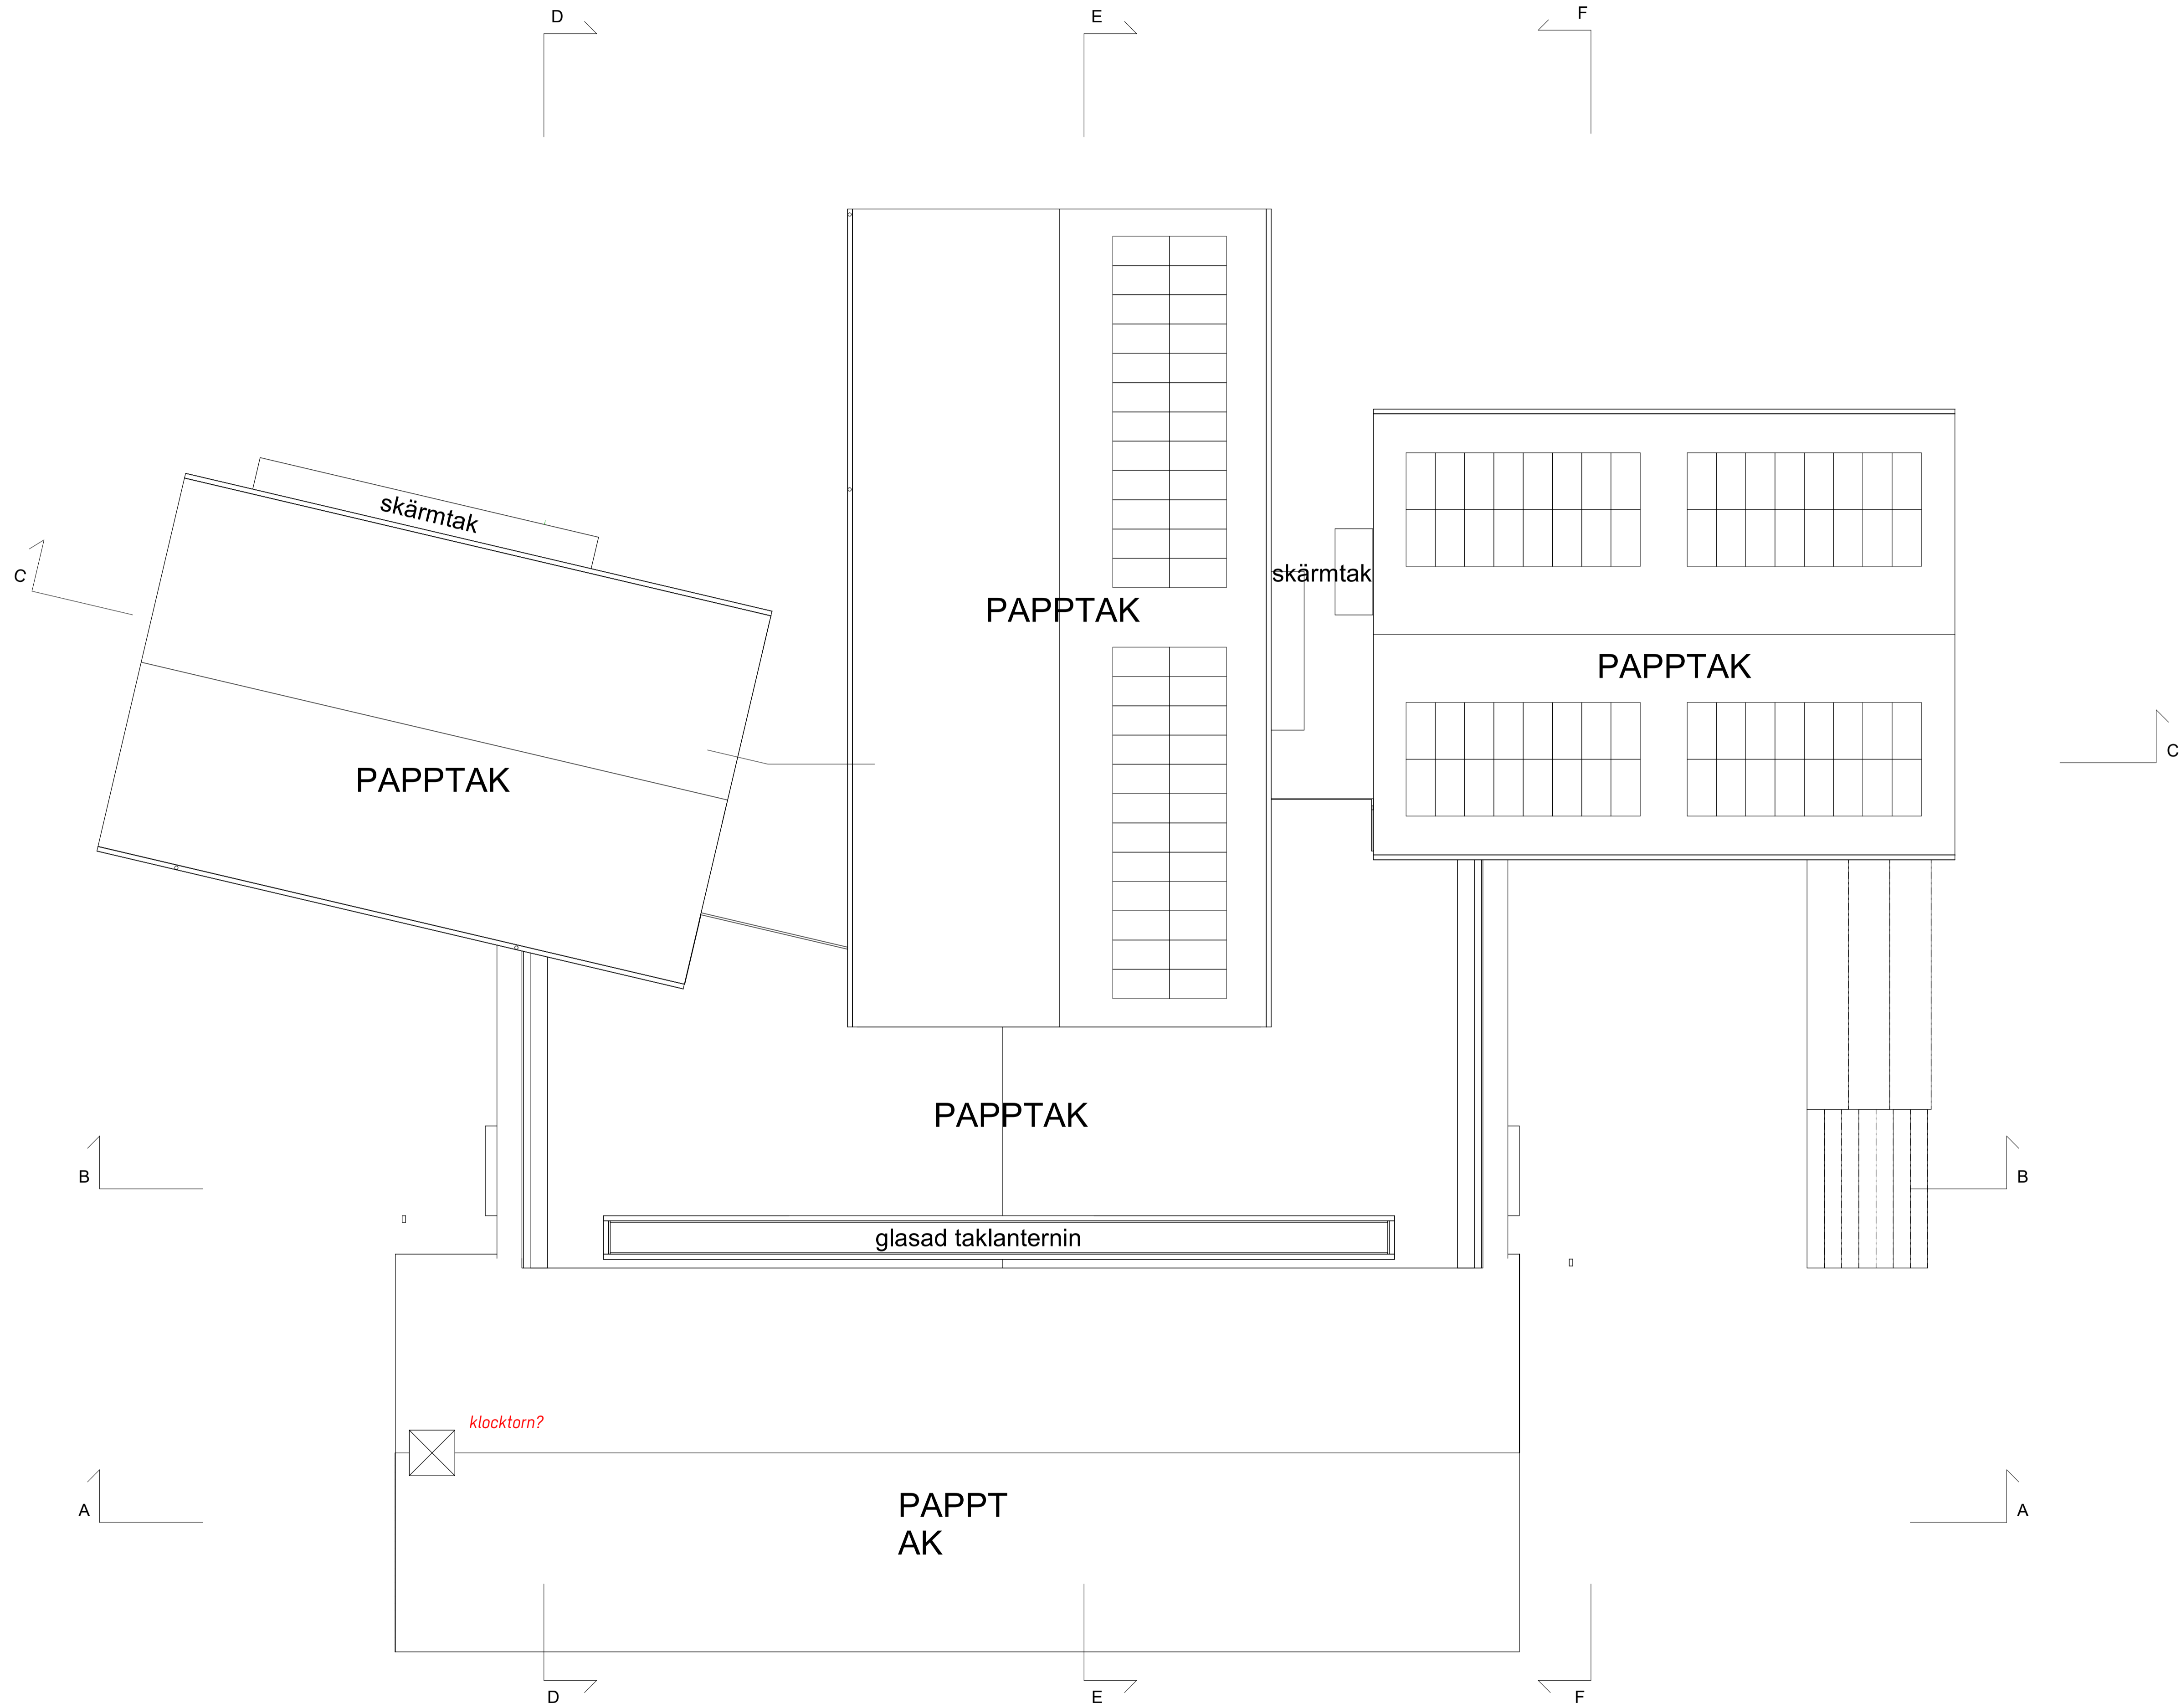 D
E
F
skärmtak
C
skärmtak
PAPPTAK
PAPPTAK
C
PAPPTAK
PAPPTAK
B
B
glasad taklanternin
klocktorn?
A
PAPPT
AK
A
D
E
F